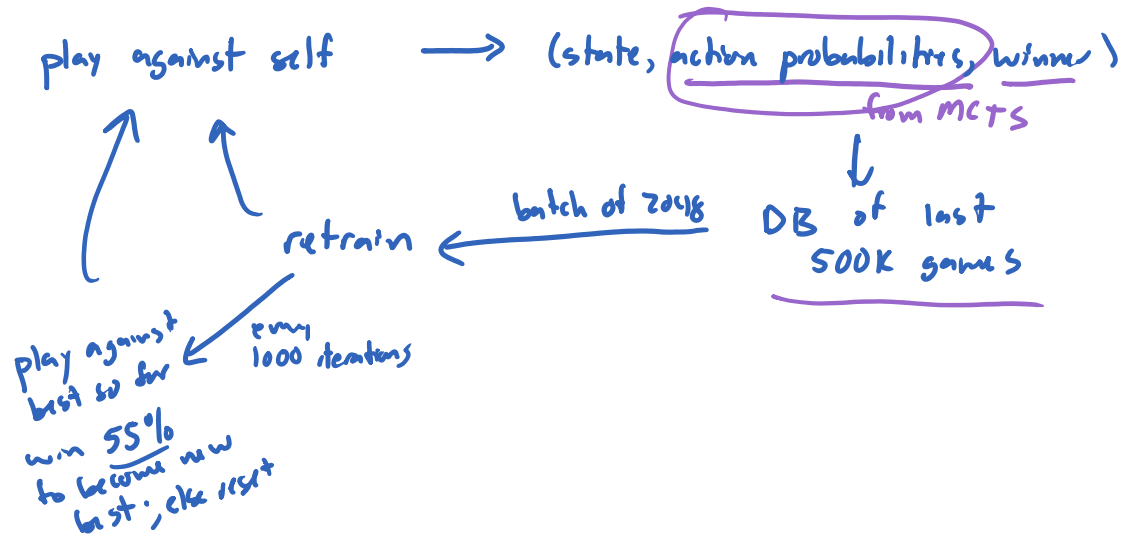 play against self
(state, action probabilities, winner)
from MCTS
batch of 2048
DB of last
500K games
retrain
every
1000 iterations
play against
best so far
win 55%
to become new
best; else reset